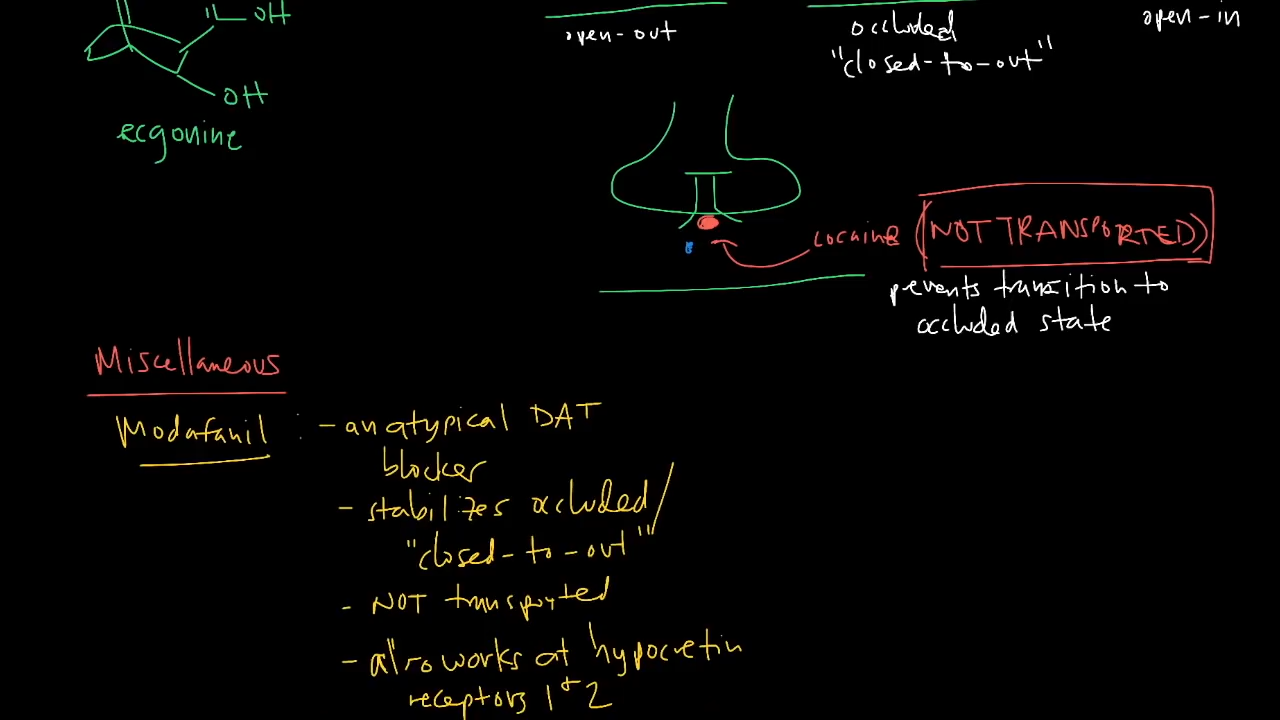 OH
OH
ecgonine
open-out
occluded
"closed-to-out"
open-in
cocaine (NOT TRANSPORTED)
prevents transition to
occluded state
Miscellaneous
Modafanil : - an atypical DAT
blocker
- stabilizes occluded/
"closed-to-out"
- NOT transported
- also works at hypocretin
receptors 1 + 2